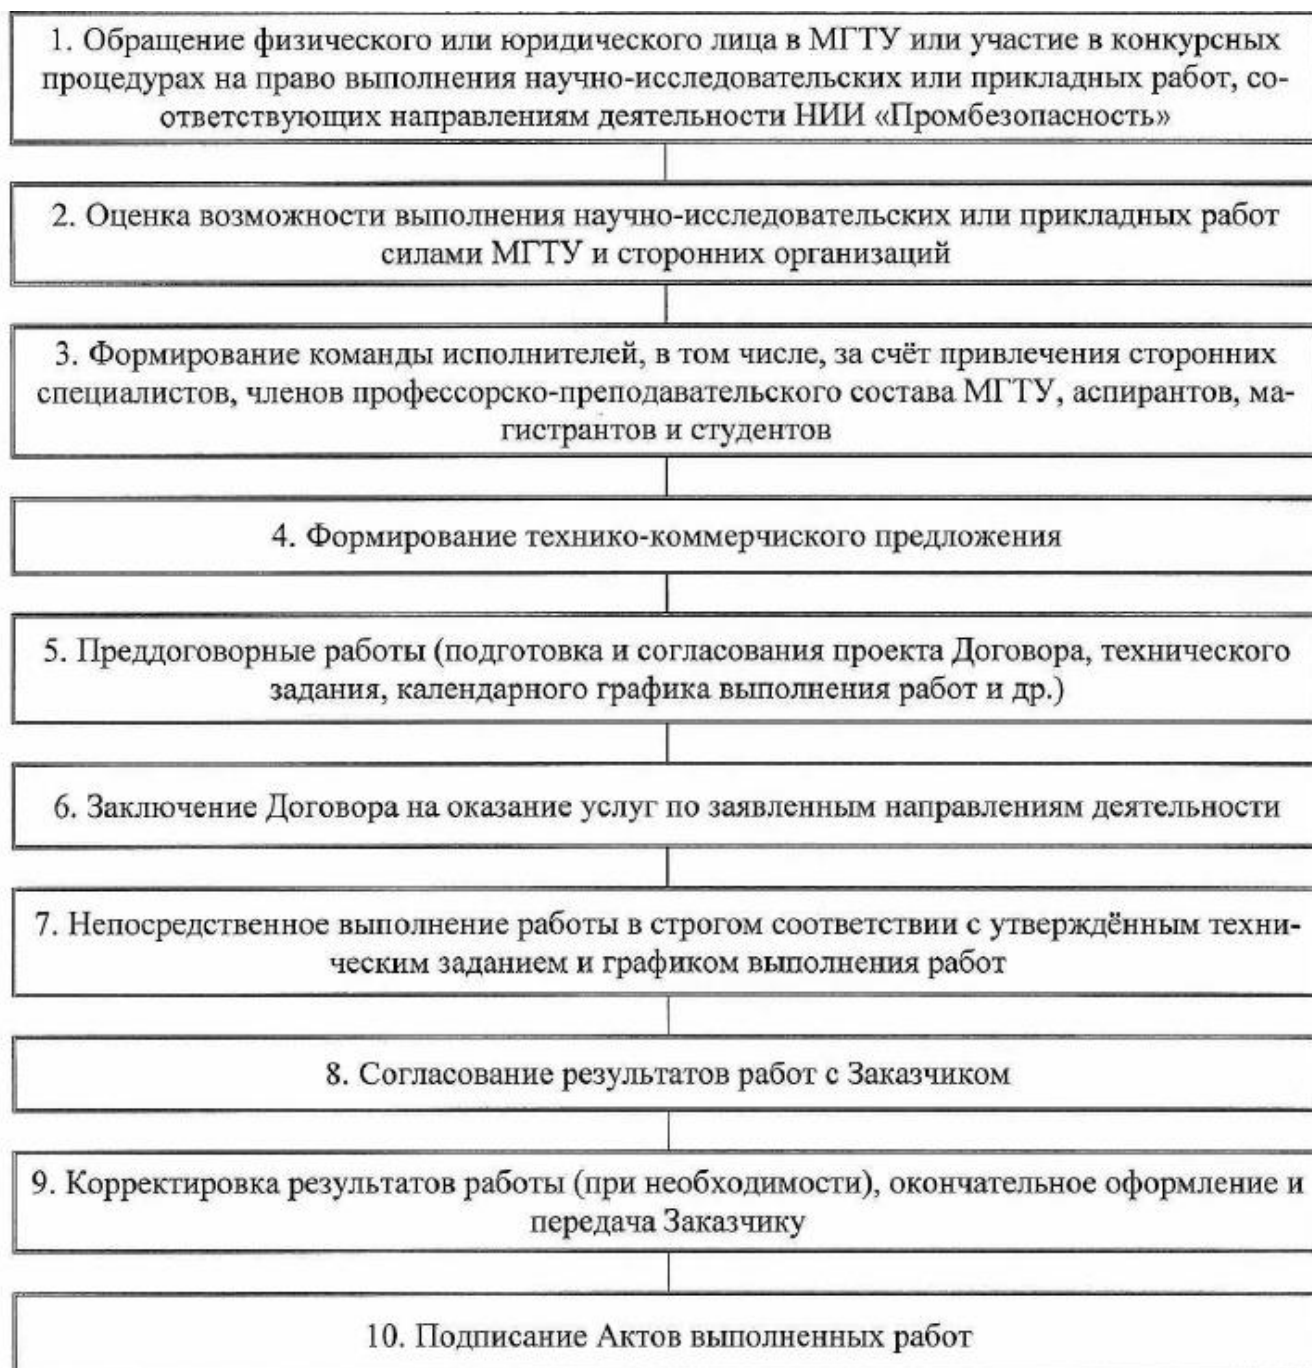 1. Обращение физического или юридического лица в МГТУ или участие в конкурсных
процедурах на право выполнения научно-исследовательских или прикладных работ, со-
ответствующих направлениям деятельности НИИ «Промбезопасность»
2. Оценка возможности выполнения научно-исследовательских или прикладных работ
силами МГТУ и сторонних организаций
3. Формирование команды исполнителей, в том числе, за счёт привлечения сторонних
специалистов, членов профессорско-преподавательского состава МГТУ, аспирантов, ма-
гистрантов и студентов
4. Формирование технико-коммерчиского предложения
5. Преддоговорные работы (подготовка и согласования проекта Договора, технического
задания, календарного графика выполнения работ и др.)
6. Заключение Договора на оказание услуг по заявленным направлениям деятельности
7. Непосредственное выполнение работы в строгом соответствии с утверждённым техни-
ческим заданием и графиком выполнения работ
8. Согласование результатов работ с Заказчиком
9. Корректировка результатов работы (при необходимости), окончательное оформление и
передача Заказчику
10. Подписание Актов выполненных работ